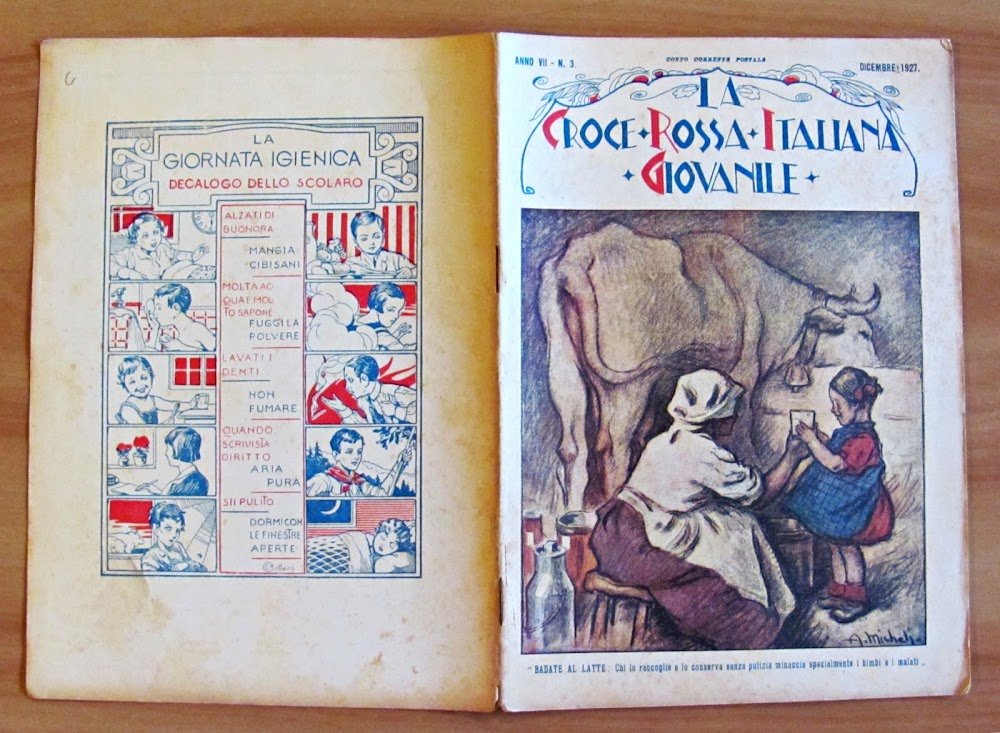 LA
GIORNATA IGIENICA
DECALOGO DELLO SCOLARO
ALZATI DI
BUONORA
MANGIA
CIBI SANI
MOLTA AC
QUA E MOL
TO SAPONE
FUGGI LA
POLVERE
LAVATI I
DENTI
NON
FUMARE
QUANDO
SCRIVI STA
DIRITTO
ARIA
PURA
SII PULITO
DORMI CON
LE FINESTRE
APERTE
ANNO VII - N. 3.
CONTO CORRENTE POSTALE
DICEMBRE 1927.
LA
CROCE · ROSSA · ITALIANA
· GIOVANILE ·
" BADATE AL LATTE : Chi lo raccoglie e lo conserva senza pulizia minaccia specialmente i bimbi e i malati „